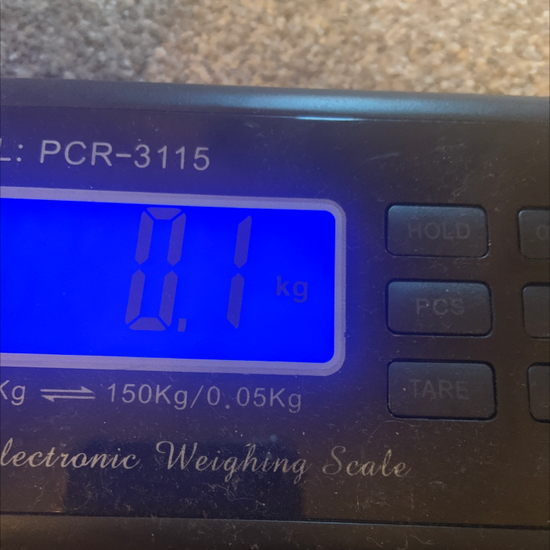 L: PCR-3115
0.1 kg
HOLD
PCS
TARE
Kg ⇌ 150Kg/0.05Kg
lectronic Weighing Scale